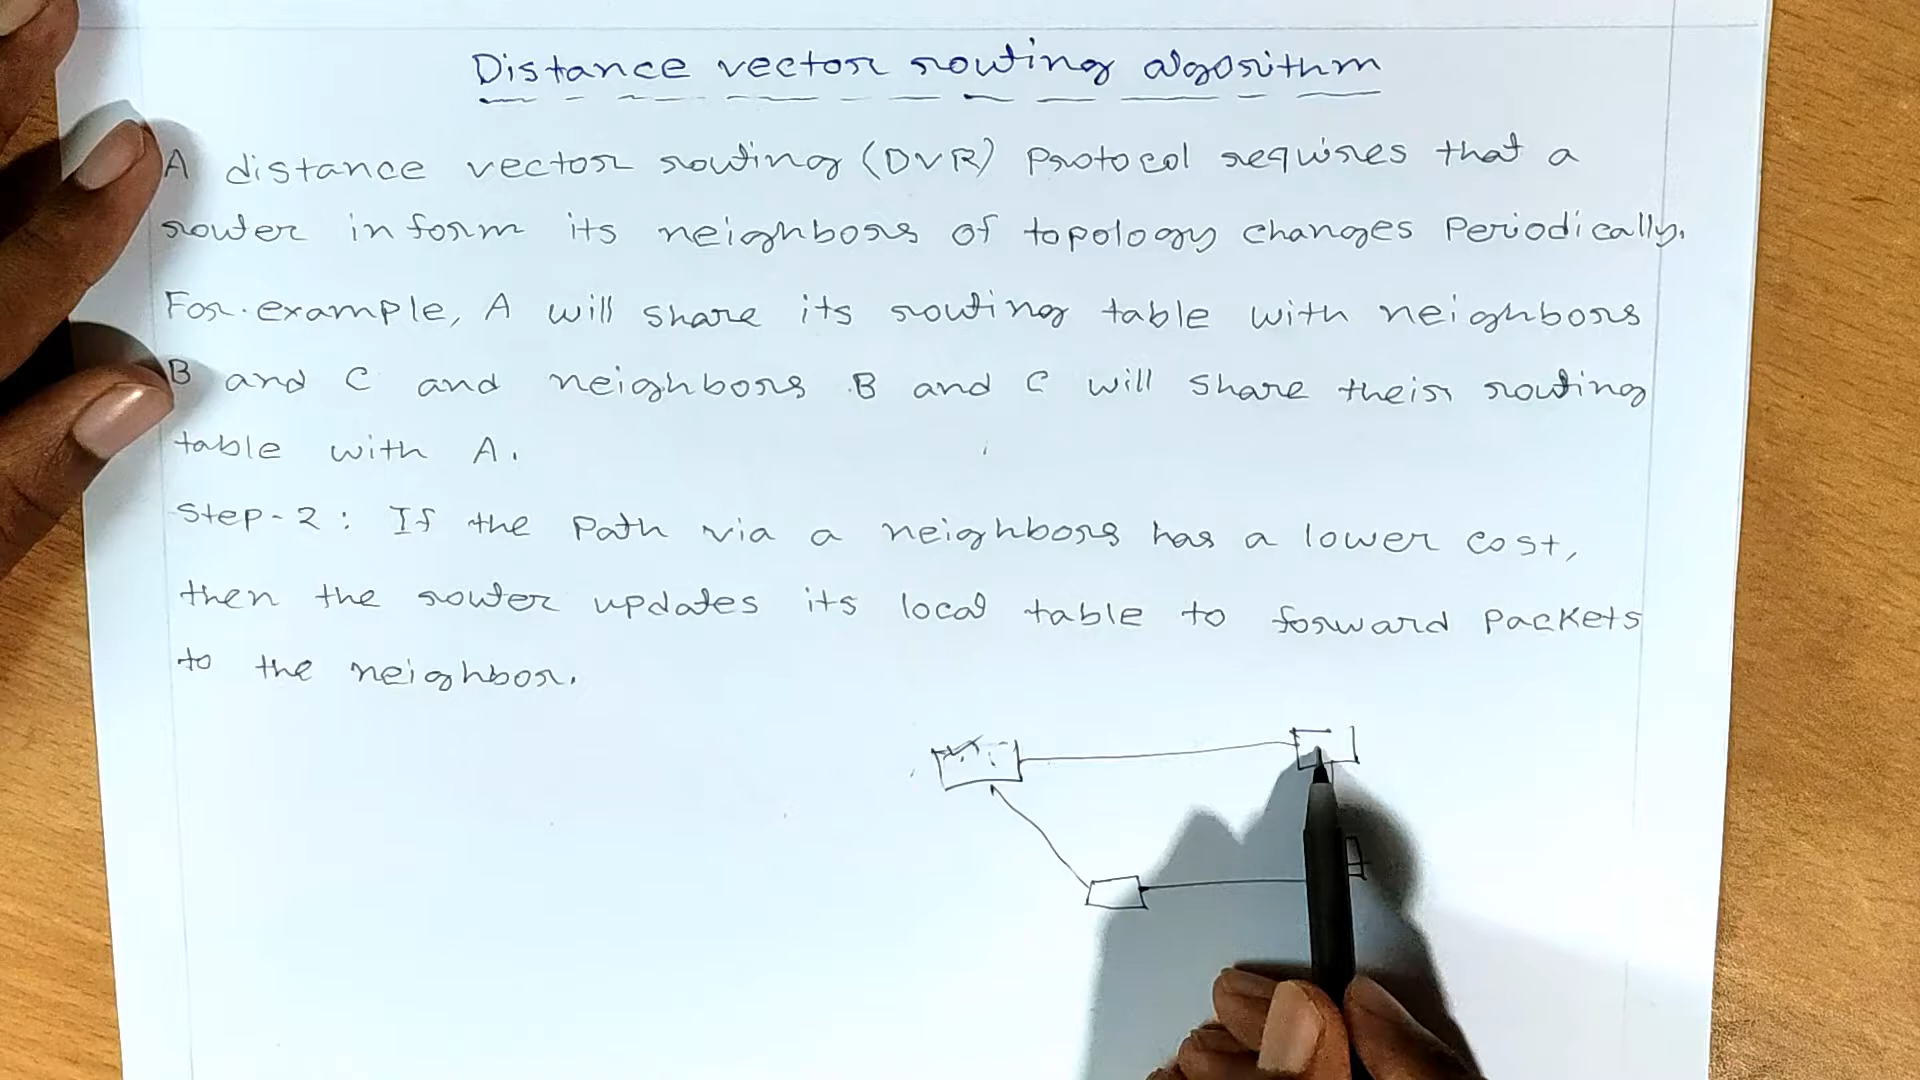 Distance vector routing algorithm
A distance vector routing (DVR) Protocol requires that a
router inform its neighbors of topology changes Periodically.
For example, A will share its routing table with neighbors
B and C and neighbors B and C will share their routing
table with A.
Step-2: If the Path via a neighbors has a lower cost,
then the router updates its local table to forward Packets
to the neighbor.